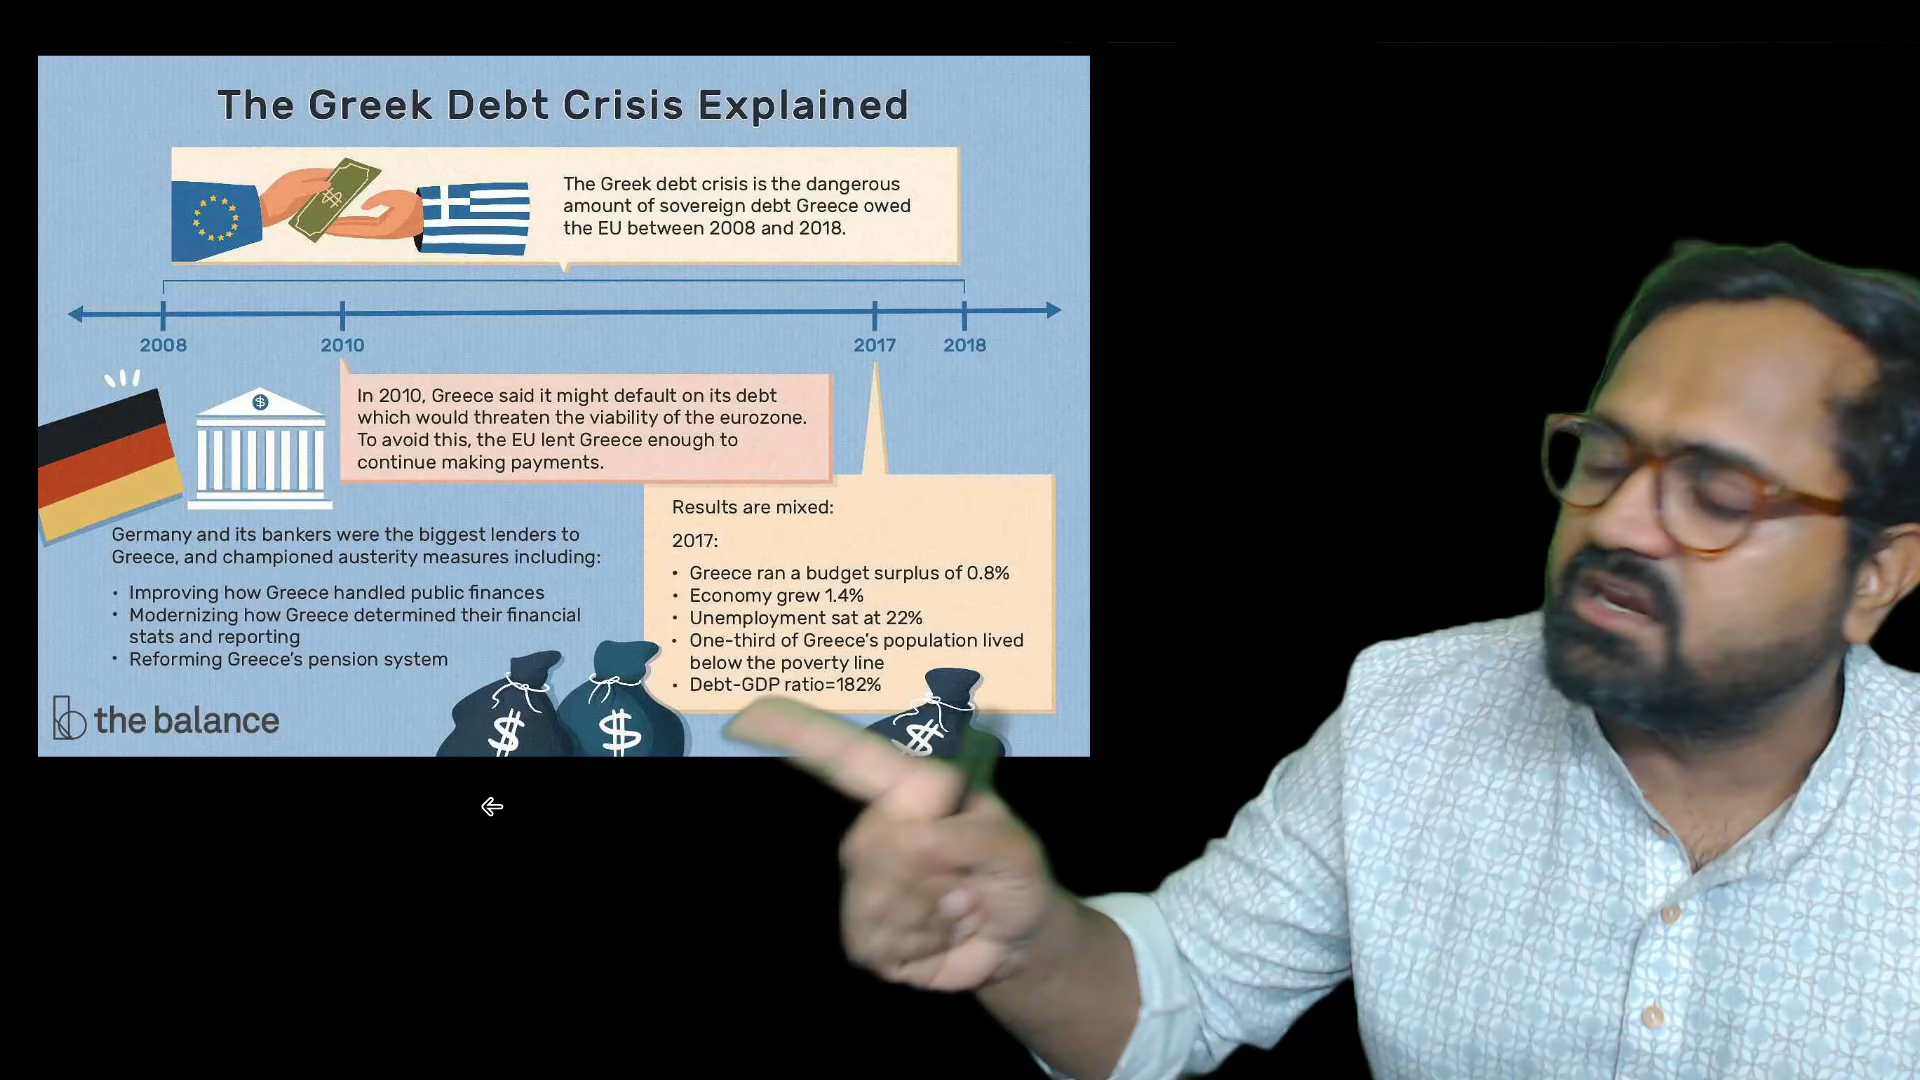 The Greek Debt Crisis Explained
The Greek debt crisis is the dangerous
amount of sovereign debt Greece owed
the EU between 2008 and 2018.
2008
2010
2017
2018
In 2010, Greece said it might default on its debt
which would threaten the viability of the eurozone.
To avoid this, the EU lent Greece enough to
continue making payments.
Germany and its bankers were the biggest lenders to
Greece, and championed austerity measures including:
• Improving how Greece handled public finances
• Modernizing how Greece determined their financial
stats and reporting
• Reforming Greece's pension system
Results are mixed:
2017:
• Greece ran a budget surplus of 0.8%
• Economy grew 1.4%
• Unemployment sat at 22%
• One-third of Greece's population lived
below the poverty line
• Debt-GDP ratio=182%
$ $ $
the balance